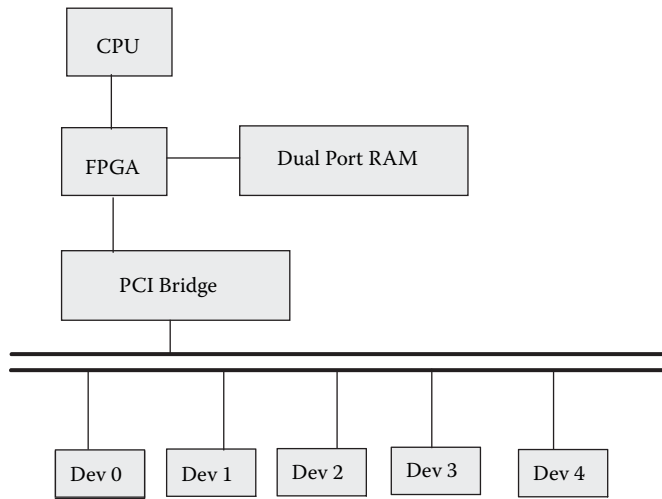 CPU
FPGA
Dual Port RAM
PCI Bridge
Dev 0
Dev 1
Dev 2
Dev 3
Dev 4